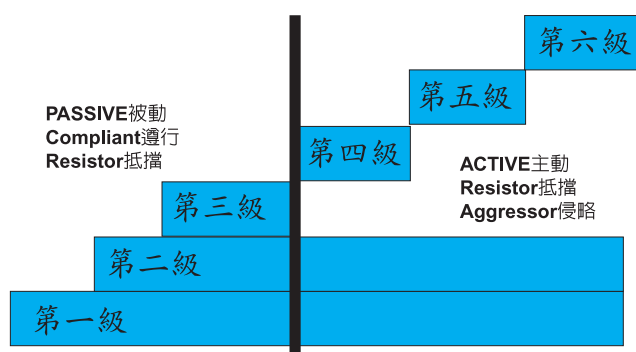 第六級
第五級
PASSIVE被動
Compliant遵行
Resistor抵擋
第四級
ACTIVE主動
Resistor抵擋
Aggressor侵略
第三級
第二級
第一級